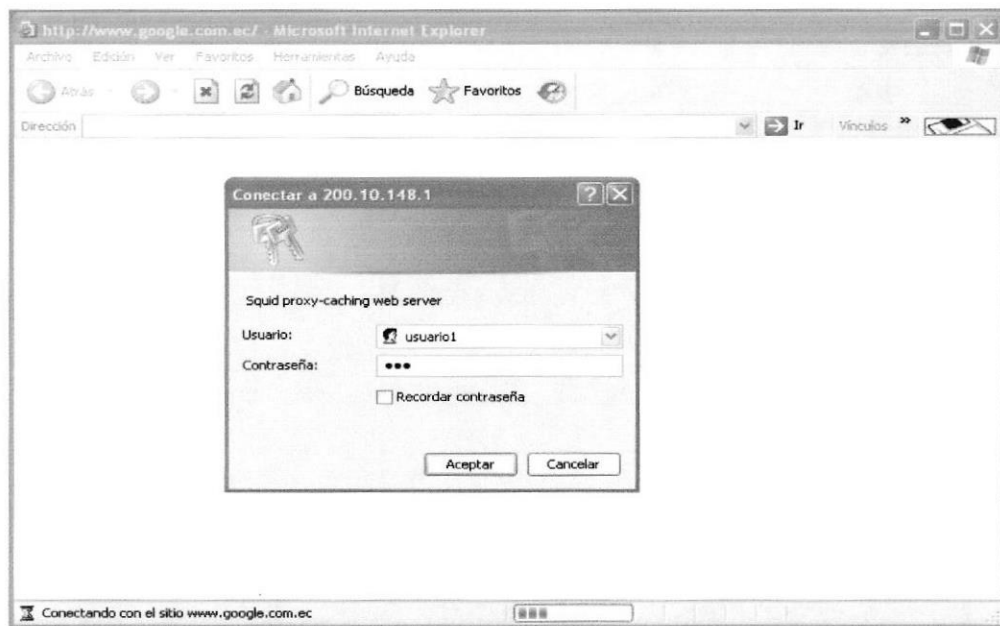 http://www.google.com.ec/ - Microsoft Internet Explorer
Archivo Edición Ver Favoritos Herramientas Ayuda
Atrás Búsqueda Favoritos
Dirección Ir Vínculos »
Conectar a 200.10.148.1
Squid proxy-caching web server
Usuario: usuario1
Contraseña: •••
Recordar contraseña
Aceptar Cancelar
Conectando con el sitio www.google.com.ec